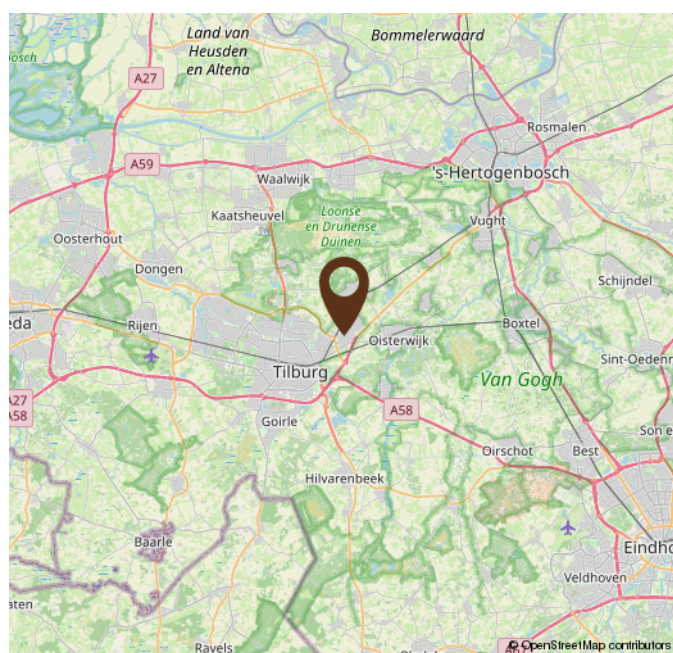 Land van
Heusden
en Altena
Bommelerwaard
A27
Rosmalen
A59
Waalwijk
's-Hertogenbosch
Kaatsheuvel
Loonse
en Drunense
Duinen
Vught
Oosterhout
Dongen
Schijndel
eda
Rijen
Boxtel
Oisterwijk
Sint-Oedenr
Tilburg
Van Gogh
A27
A58
A58
Goirle
Son e
Oirschot
Best
Hilvarenbeek
Baarle
Eindho
Veldhoven
aten
Ravels
© OpenStreetMap contributors